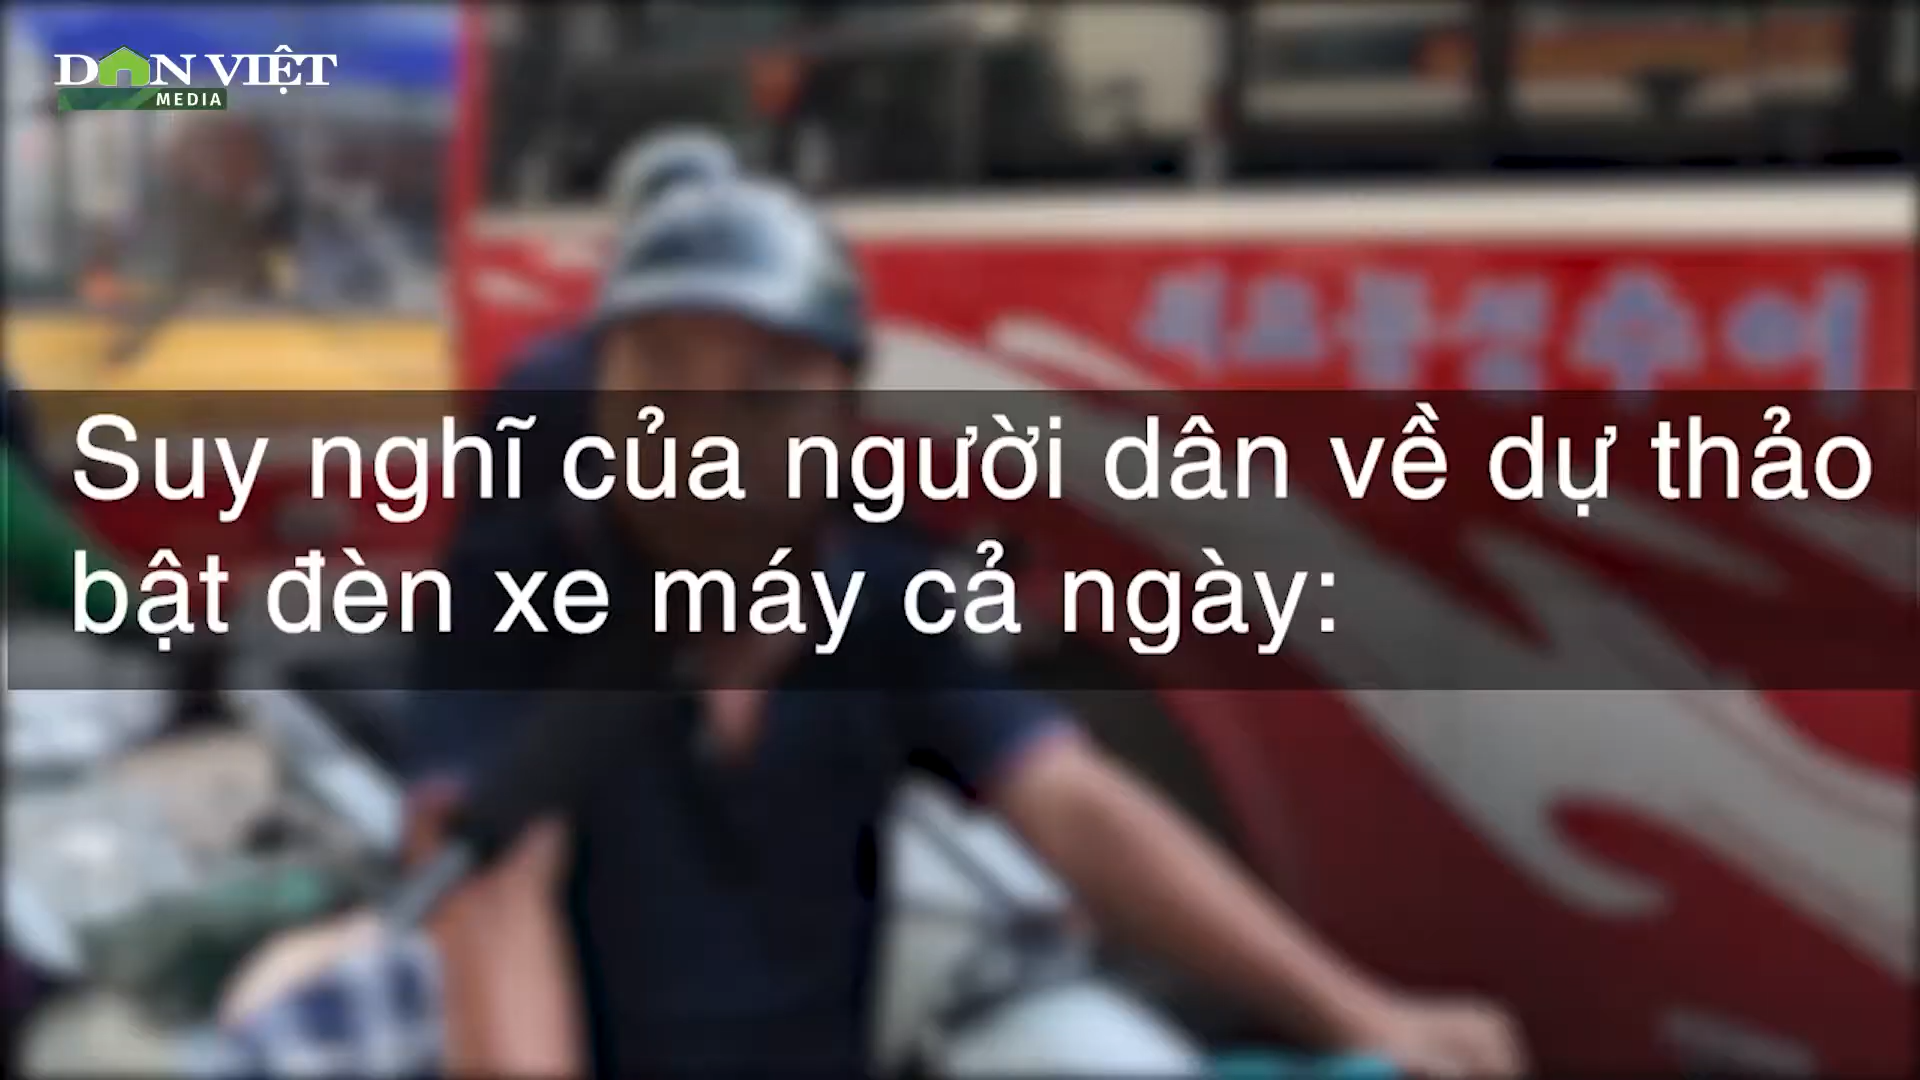 DÂN VIỆT
MEDIA
Suy nghĩ của người dân về dự thảo
bật đèn xe máy cả ngày: